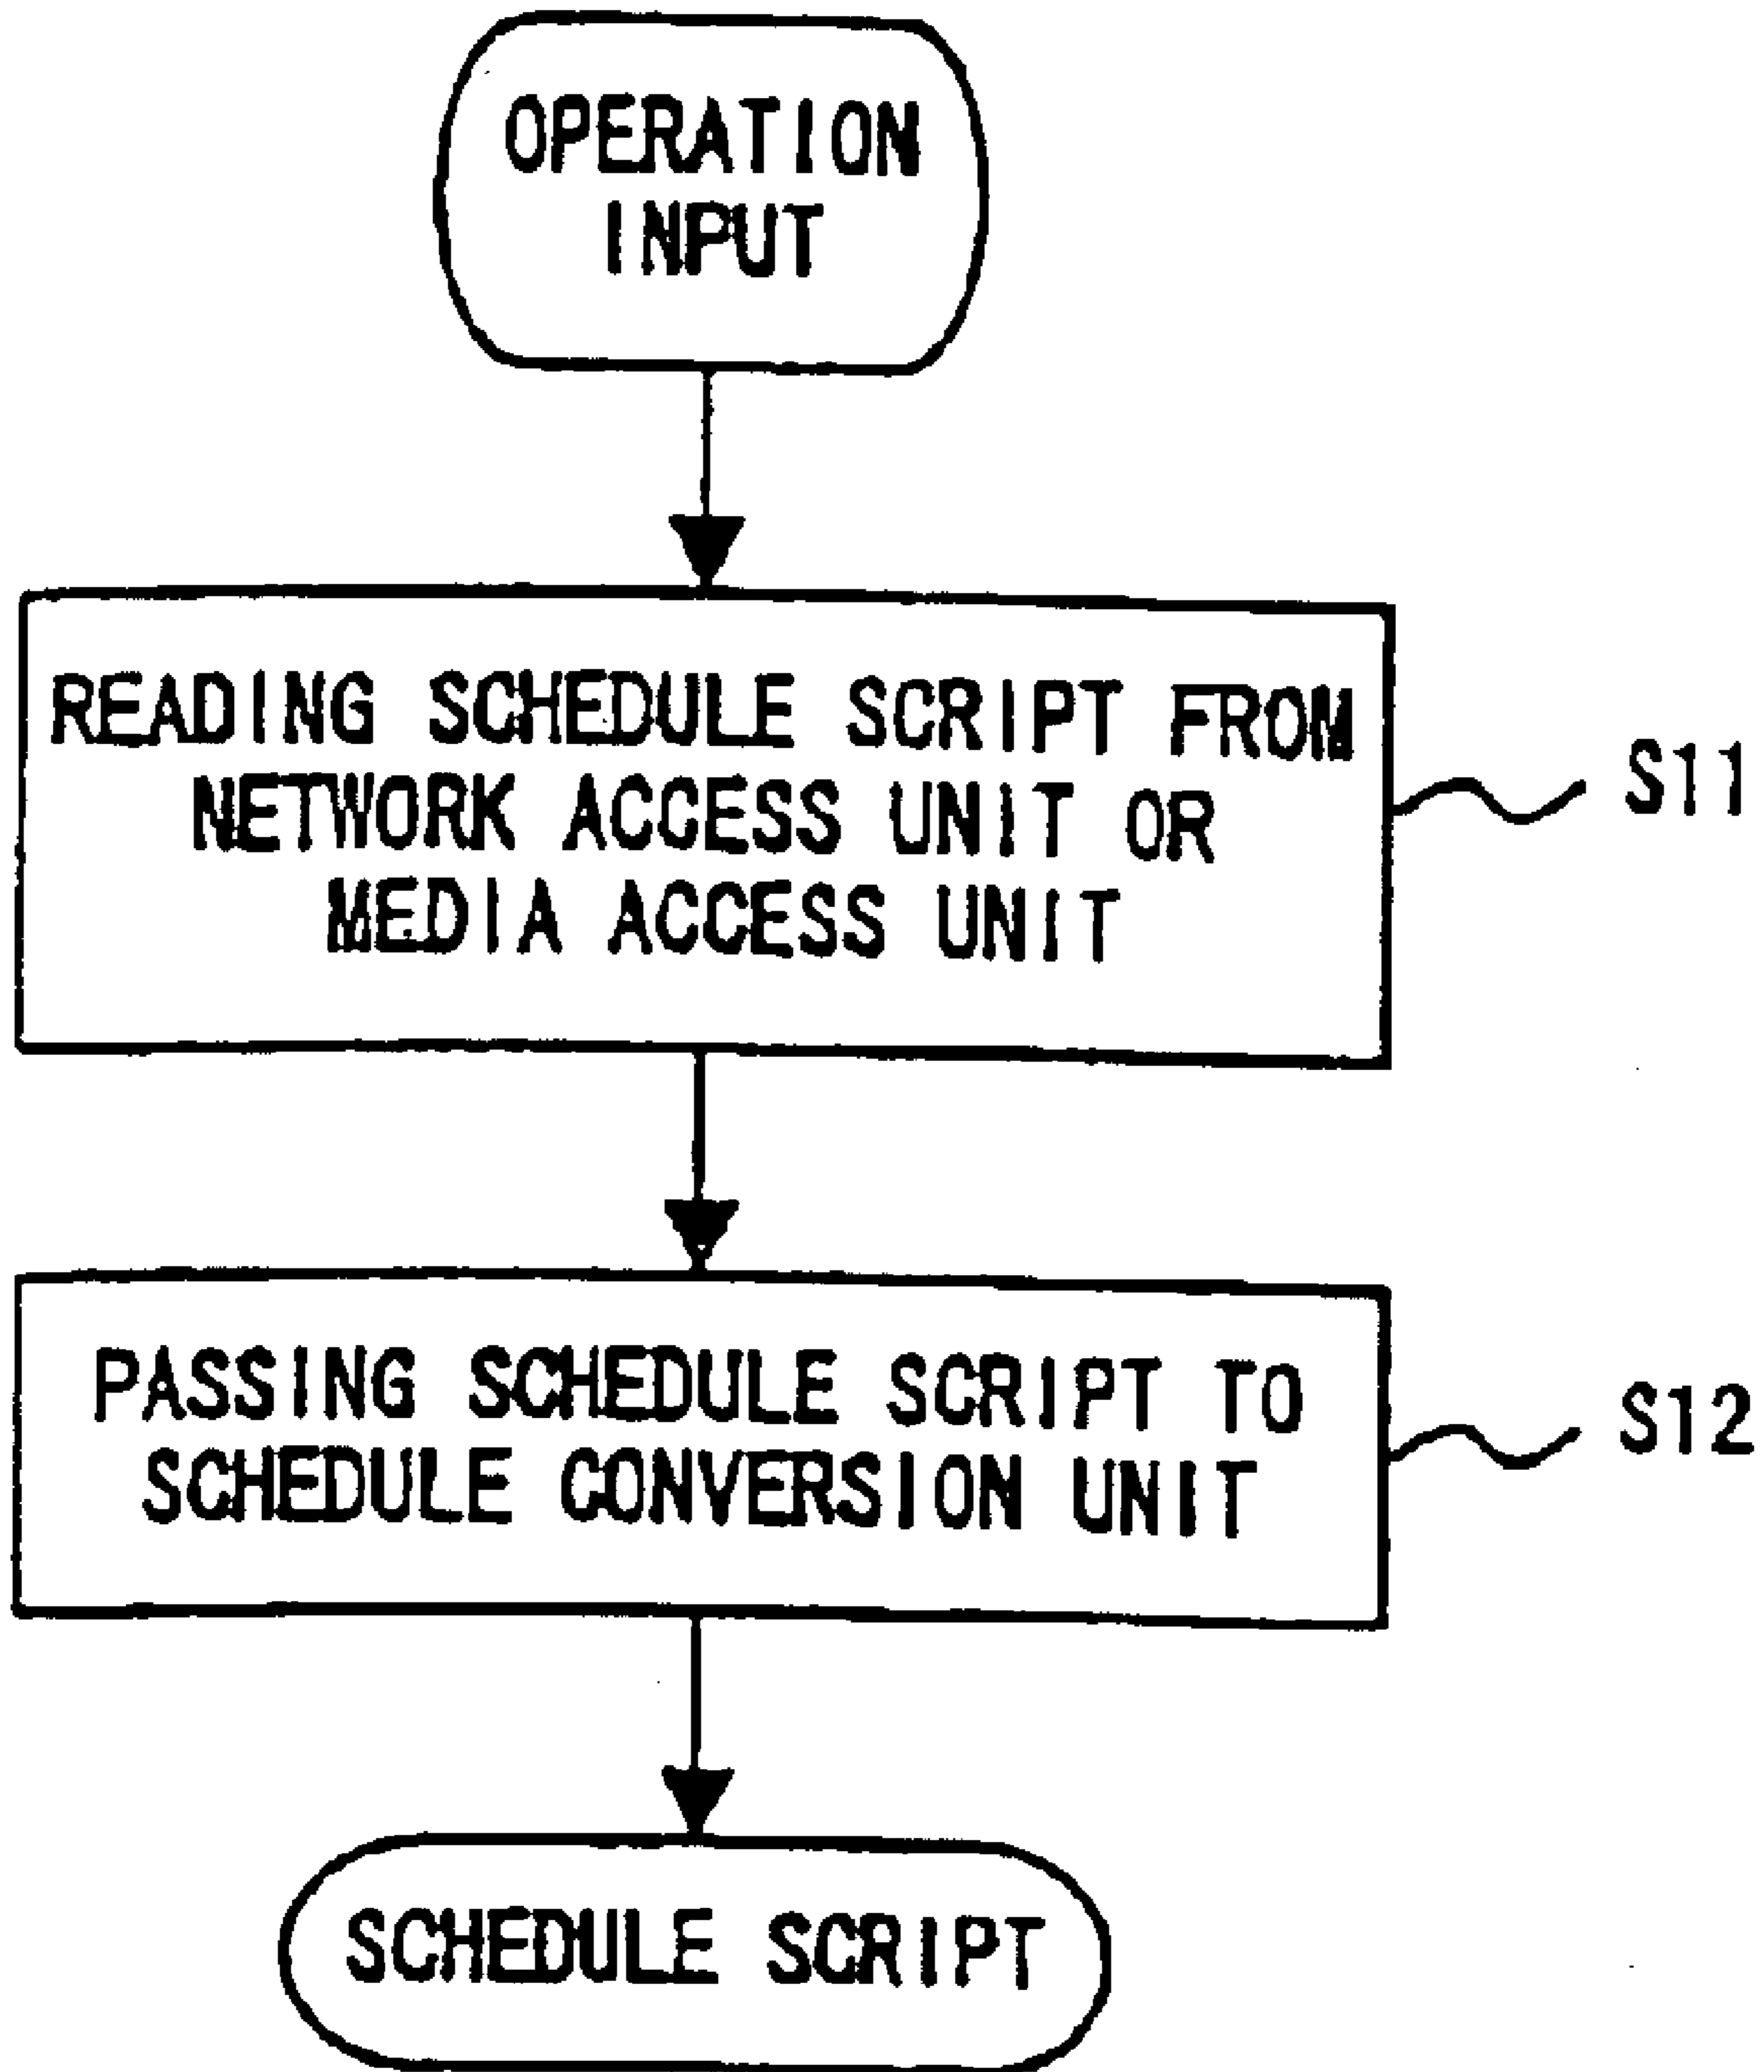 OPERATION
INPUT
READING SCHEDULE SCRIPT FROM
NETWORK ACCESS UNIT OR
MEDIA ACCESS UNIT
S11
PASSING SCHEDULE SCRIPT TO
SCHEDULE CONVERSION UNIT
S12
SCHEDULE SCRIPT